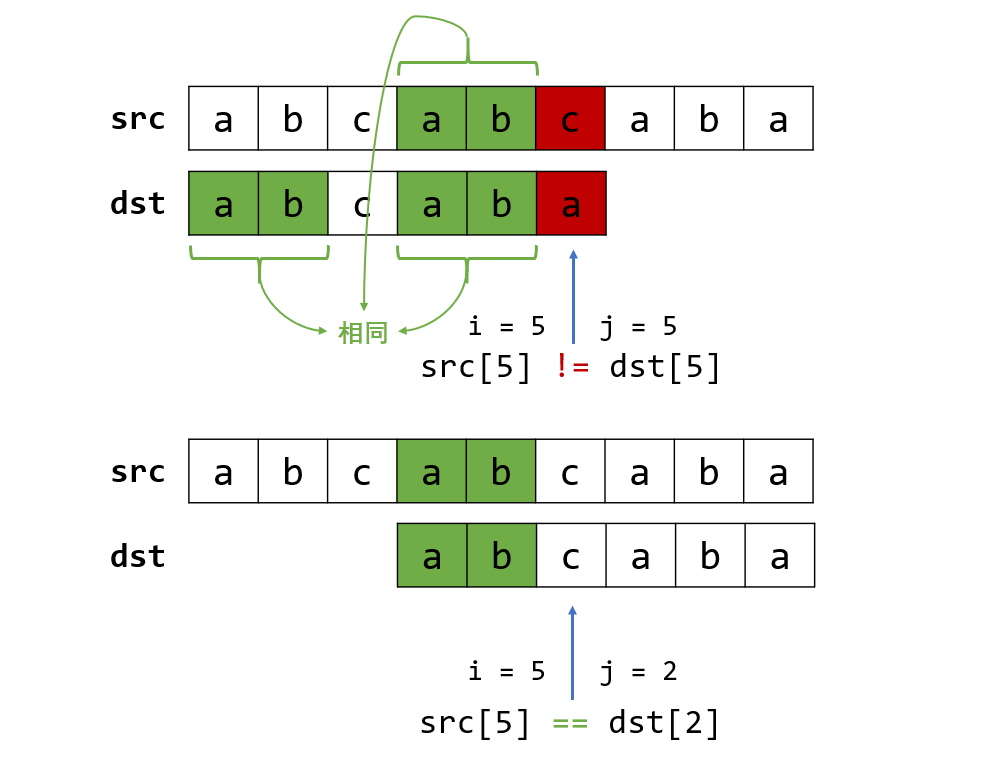 src a b c a b c a b a
dst a b c a b a
相同
i = 5 j = 5
src[5] != dst[5]
src a b c a b c a b a
dst a b c a b a
i = 5 j = 2
src[5] == dst[2]